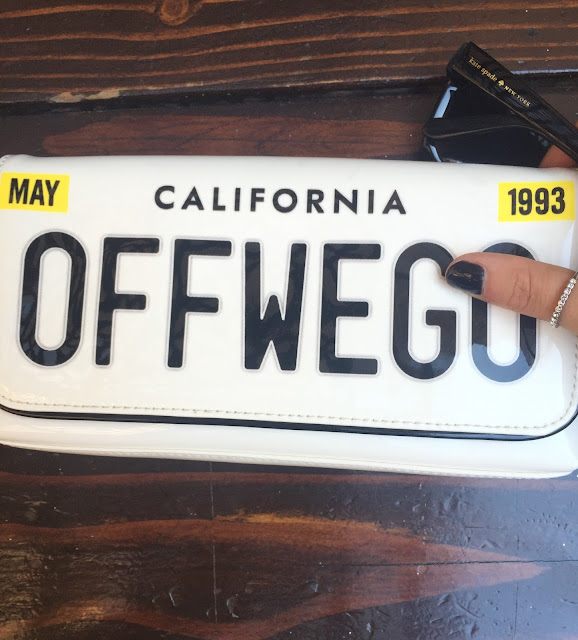 kate spade NEW YORK
MAY CALIFORNIA 1993
OFFWEGO